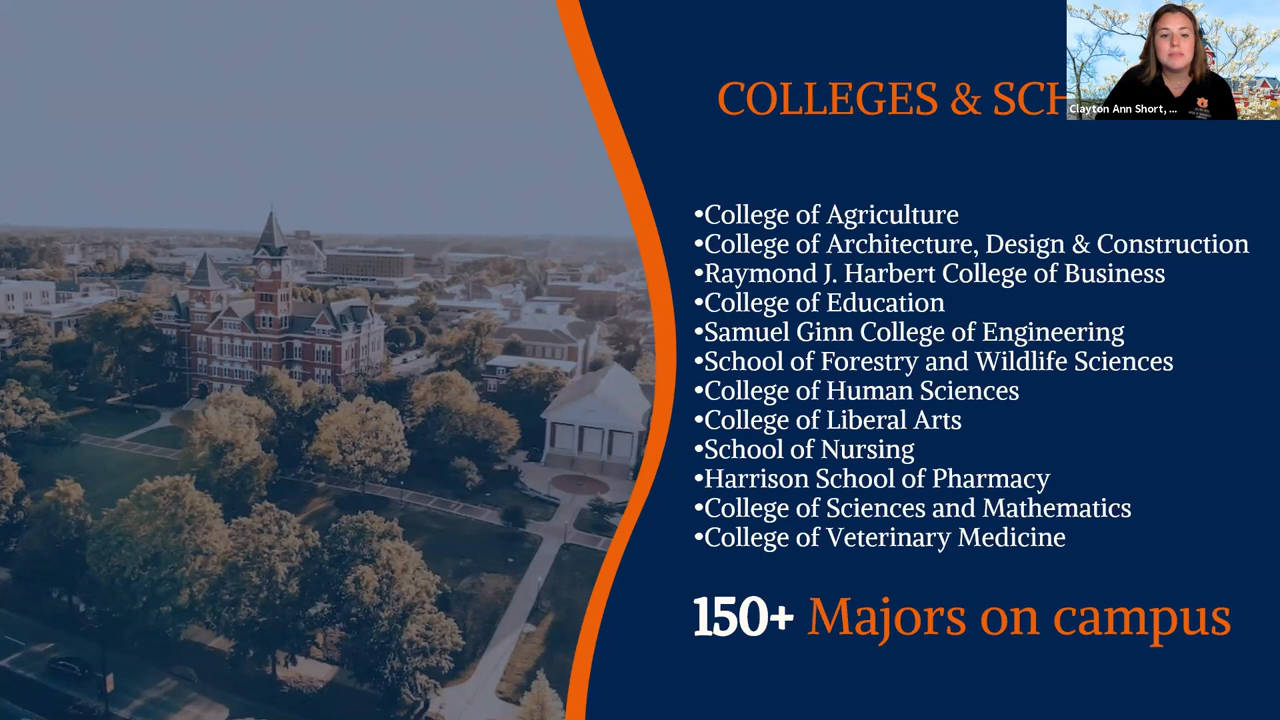 COLLEGES & SCH
Clayton Ann Short, ...
•College of Agriculture
•College of Architecture, Design & Construction
•Raymond J. Harbert College of Business
•College of Education
•Samuel Ginn College of Engineering
•School of Forestry and Wildlife Sciences
•College of Human Sciences
•College of Liberal Arts
•School of Nursing
•Harrison School of Pharmacy
•College of Sciences and Mathematics
•College of Veterinary Medicine
150+ Majors on campus